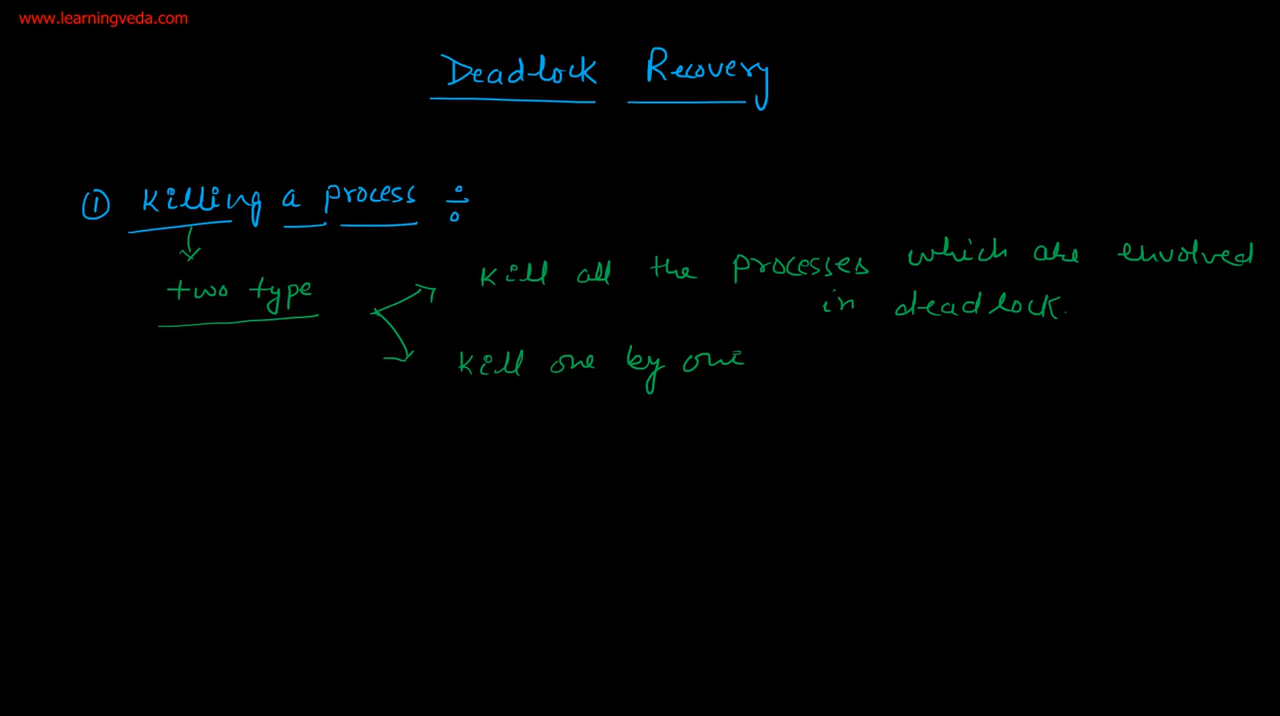 www.learningveda.com
Deadlock Recovery
① Killing a process ÷
two type
Kill all the processes which are envolved
in deadlock.
Kill one by one